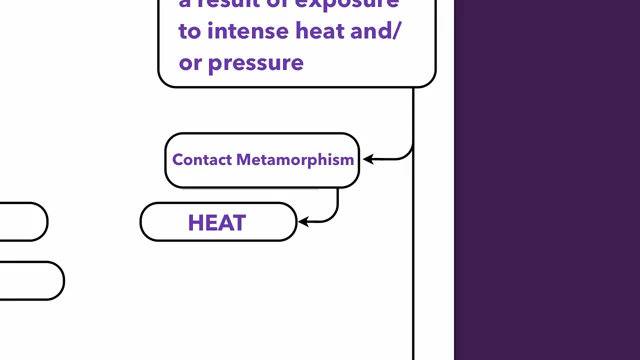 a result of exposure
to intense heat and/
or pressure
Contact Metamorphism
HEAT